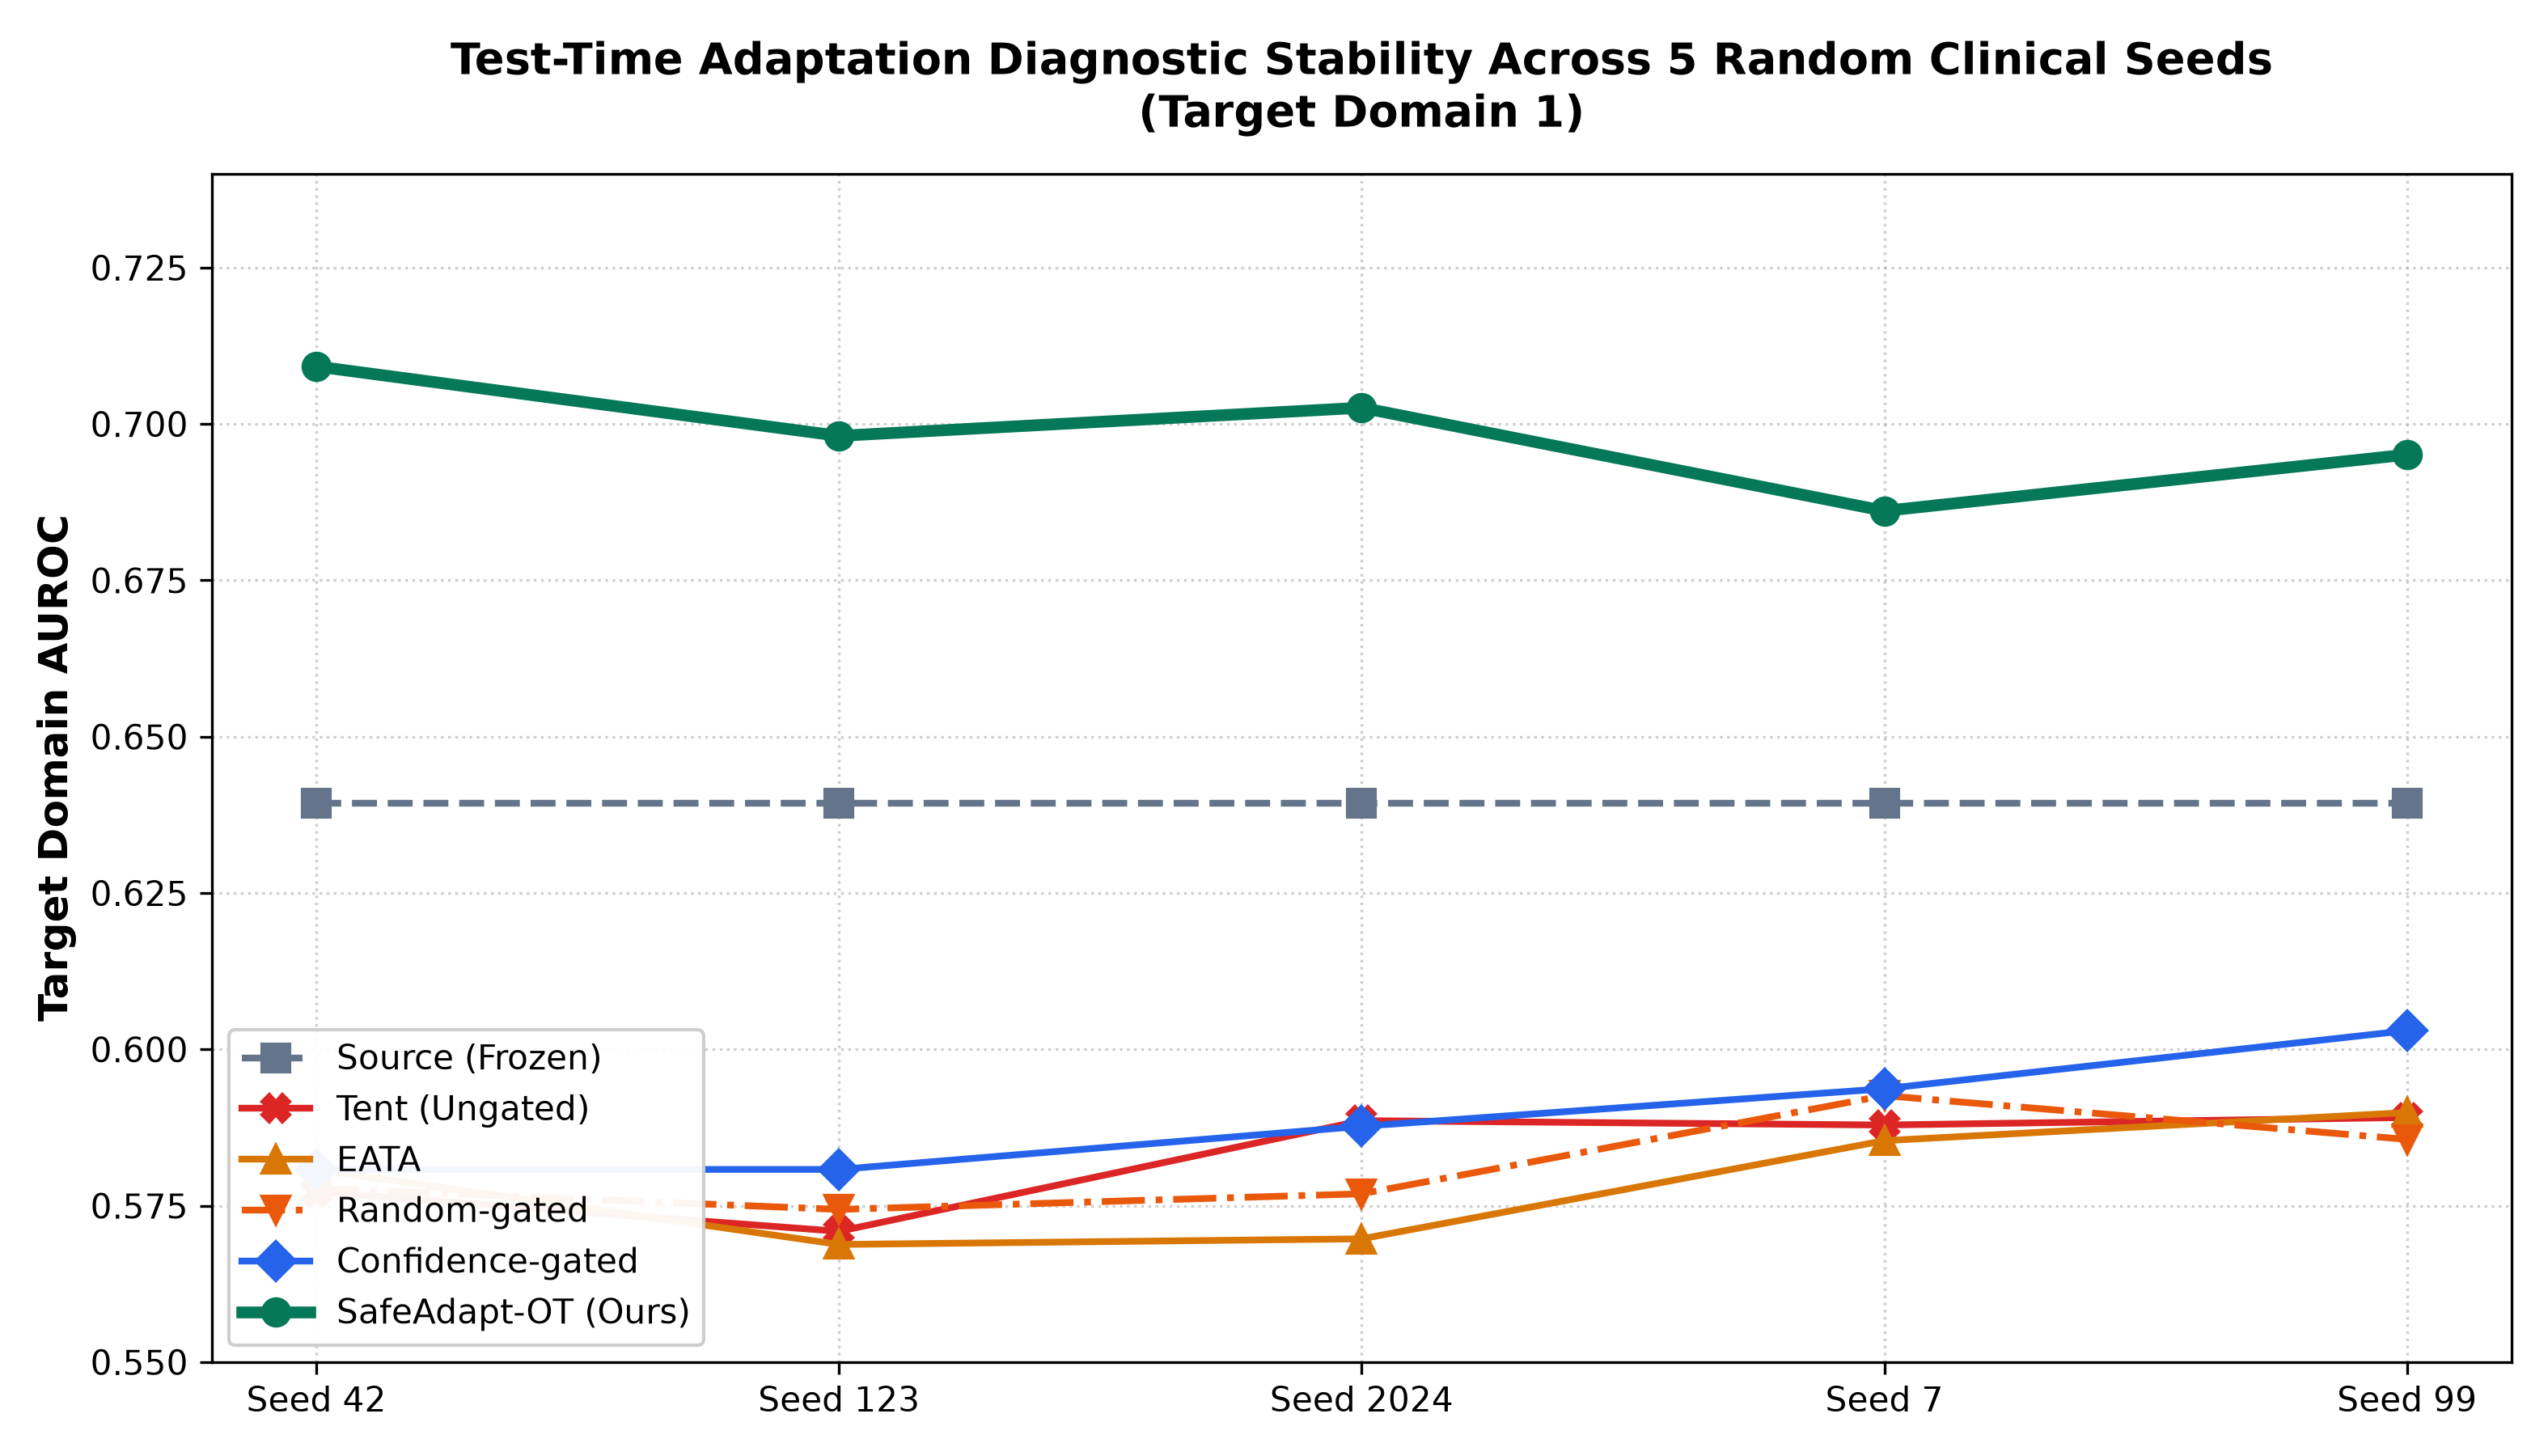 Test-Time Adaptation Diagnostic Stability Across 5 Random Clinical Seeds
(Target Domain 1)
Target Domain AUROC
0.725
0.700
0.675
0.650
0.625
0.600
0.575
0.550
Source (Frozen)
Tent (Ungated)
EATA
Random-gated
Confidence-gated
SafeAdapt-OT (Ours)
Seed 42
Seed 123
Seed 2024
Seed 7
Seed 99